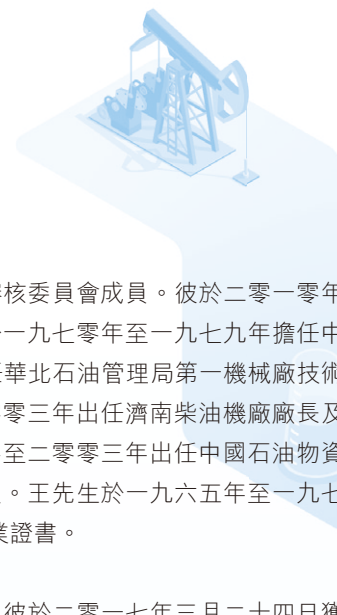 核委員會成員。彼於二零一零年
一九七零年至一九七九年擔任中
華北石油管理局第一機械廠技術
零三年出任濟南柴油機廠廠長及
至二零零三年出任中國石油物資
。王先生於一九六五年至一九七
業證書。
彼於二零一七年三月二十四日獲